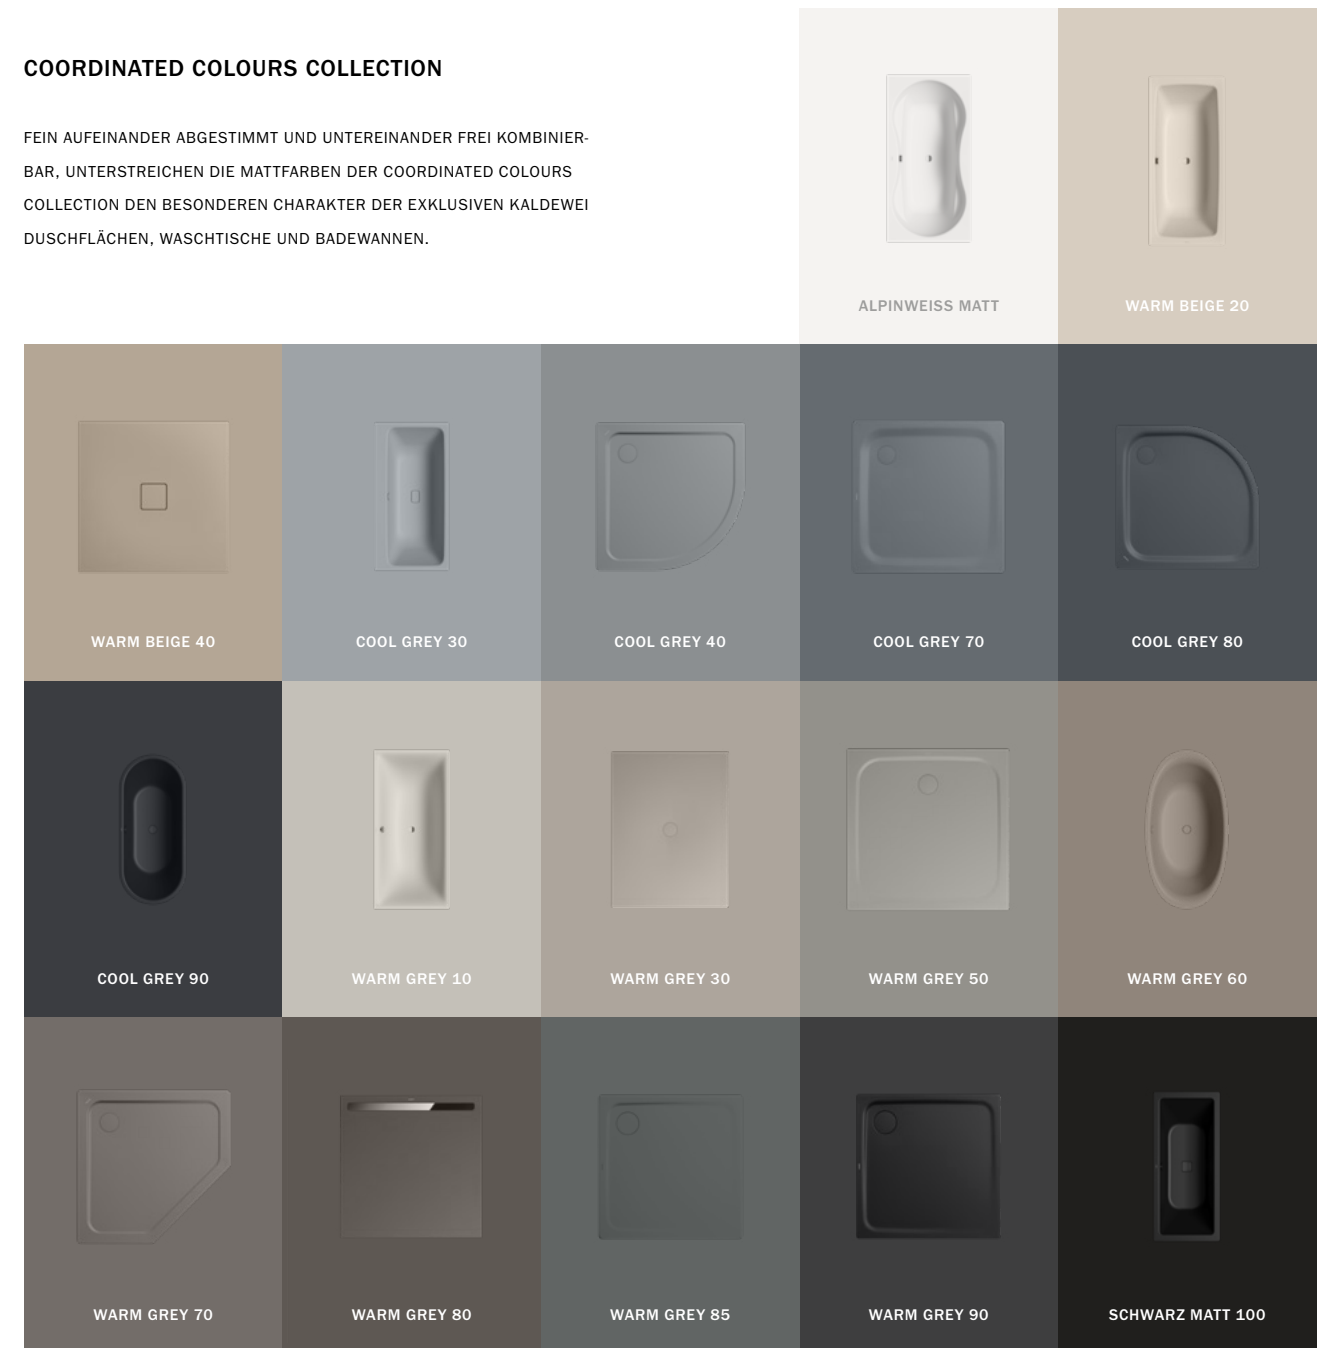 COORDINATED COLOURS COLLECTION
FEIN AUFEINANDER ABGESTIMMT UND UNTEREINANDER FREI KOMBINIER-
BAR, UNTERSTREICHEN DIE MATTFARBEN DER COORDINATED COLOURS
COLLECTION DEN BESONDEREN CHARAKTER DER EXKLUSIVEN KALDEWEI
DUSCHFLÄCHEN, WASCHTISCHE UND BADEWANNEN.
ALPINWEISS MATT
WARM BEIGE 20
WARM BEIGE 40
COOL GREY 30
COOL GREY 40
COOL GREY 70
COOL GREY 80
COOL GREY 90
WARM GREY 10
WARM GREY 30
WARM GREY 50
WARM GREY 60
WARM GREY 70
WARM GREY 80
WARM GREY 85
WARM GREY 90
SCHWARZ MATT 100